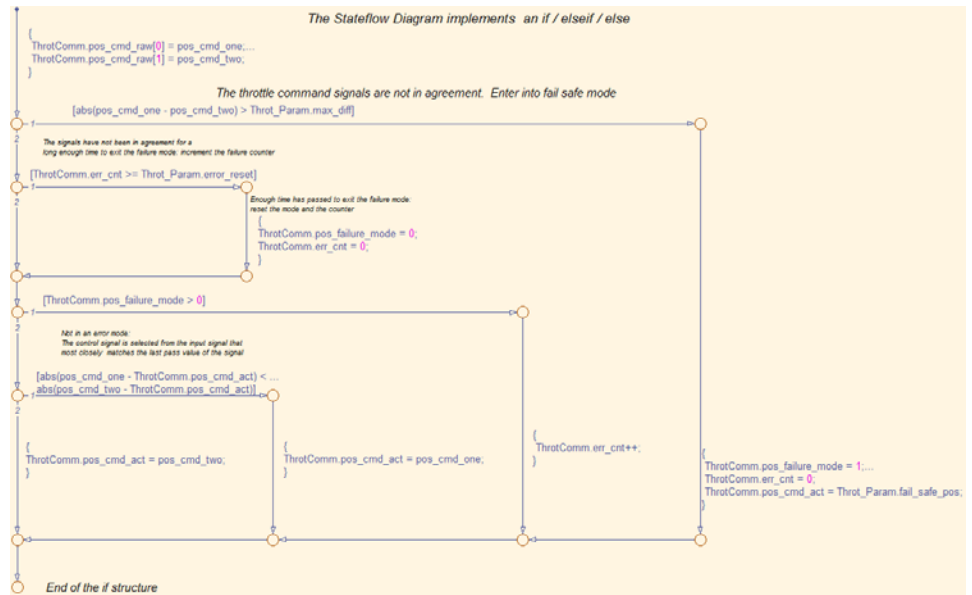 The Stateflow Diagram implements an if / elseif / else
{
ThrotComm.pos_cmd_raw[0] = pos_cmd_one;...
ThrotComm.pos_cmd_raw[1] = pos_cmd_two;
}
The throttle command signals are not in agreement. Enter into fail safe mode
[abs(pos_cmd_one - pos_cmd_two) > Throt_Param.max_diff]
1
2
The signals have not been in agreement for a
long enough time to exit the failure mode: increment the failure counter
[ThrotComm.err_cnt >= Throt_Param.error_reset]
1
2
Enough time has passed to exit the failure mode:
reset the mode and the counter
{
ThrotComm.pos_failure_mode = 0;
ThrotComm.err_cnt = 0;
}
[ThrotComm.pos_failure_mode > 0]
1
2
Not in an error mode:
The control signal is selected from the input signal that
most closely matches the last pass value of the signal
[abs(pos_cmd_one - ThrotComm.pos_cmd_act) < ...
abs(pos_cmd_two - ThrotComm.pos_cmd_act)]
1
2
{
ThrotComm.pos_cmd_act = pos_cmd_two;
}
{
ThrotComm.pos_cmd_act = pos_cmd_one;
}
{
ThrotComm.err_cnt++;
}
{
ThrotComm.pos_failure_mode = 1;...
ThrotComm.err_cnt = 0;
ThrotComm.pos_cmd_act = Throt_Param.fail_safe_pos;
}
End of the if structure